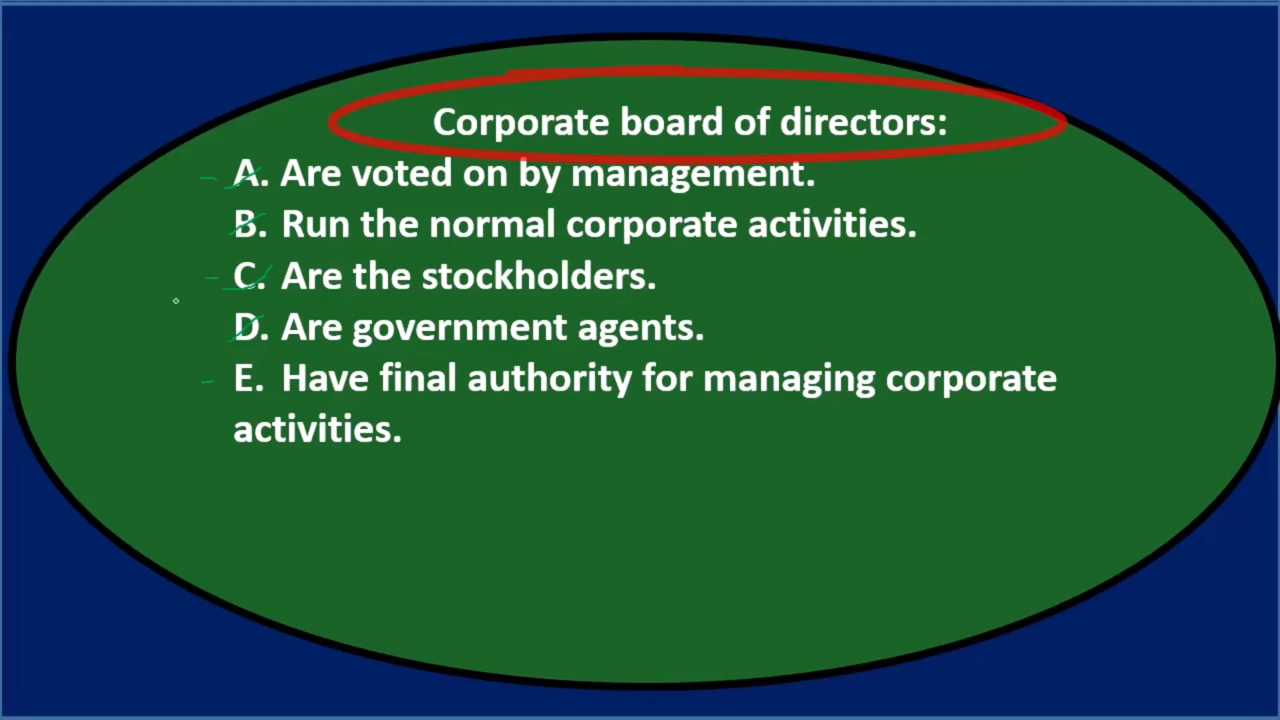 Corporate board of directors:
A. Are voted on by management.
B. Run the normal corporate activities.
C. Are the stockholders.
D. Are government agents.
E. Have final authority for managing corporate
activities.